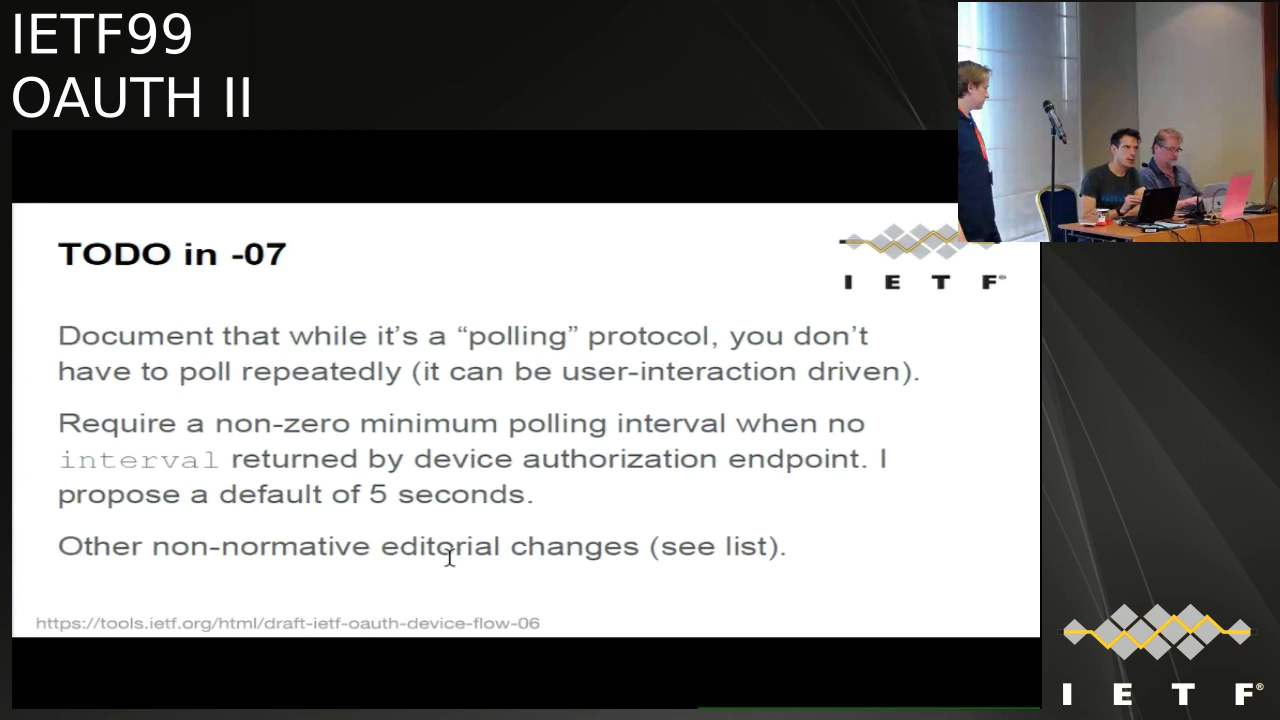 IETF99
OAUTH II
TODO in -07
I E T F®
Document that while it’s a “polling” protocol, you don’t
have to poll repeatedly (it can be user-interaction driven).
Require a non-zero minimum polling interval when no
interval returned by device authorization endpoint. I
propose a default of 5 seconds.
Other non-normative editorial changes (see list).
https://tools.ietf.org/html/draft-ietf-oauth-device-flow-06
I E T F®